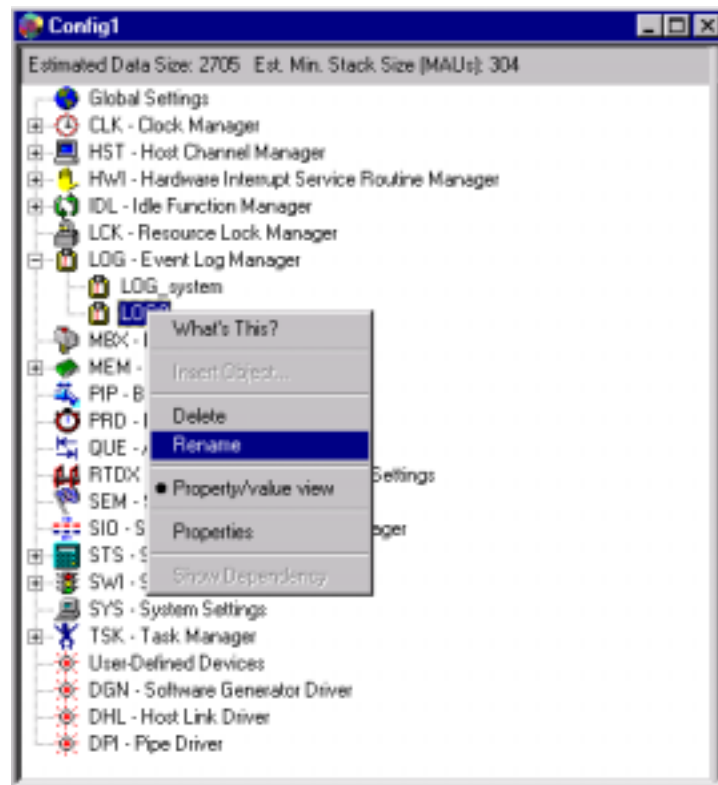 Config1
Estimated Data Size: 2705 Est. Min. Stack Size (MAUs): 304
Global Settings
CLK - Clock Manager
HST - Host Channel Manager
HWI - Hardware Interrupt Service Routine Manager
IDL - Idle Function Manager
LCK - Resource Lock Manager
LOG - Event Log Manager
LOG_system
What's This?
MBX -
Insert Object...
MEM -
PIP - B
Delete
PRD -
Rename
QUE -
RTDX
Settings
Property/value view
SEM -
SIO - S
ager
Properties
STS - S
SWI - S
Show Dependency
SYS - System Settings
TSK - Task Manager
User-Defined Devices
DGN - Software Generator Driver
DHL - Host Link Driver
DPI - Pipe Driver